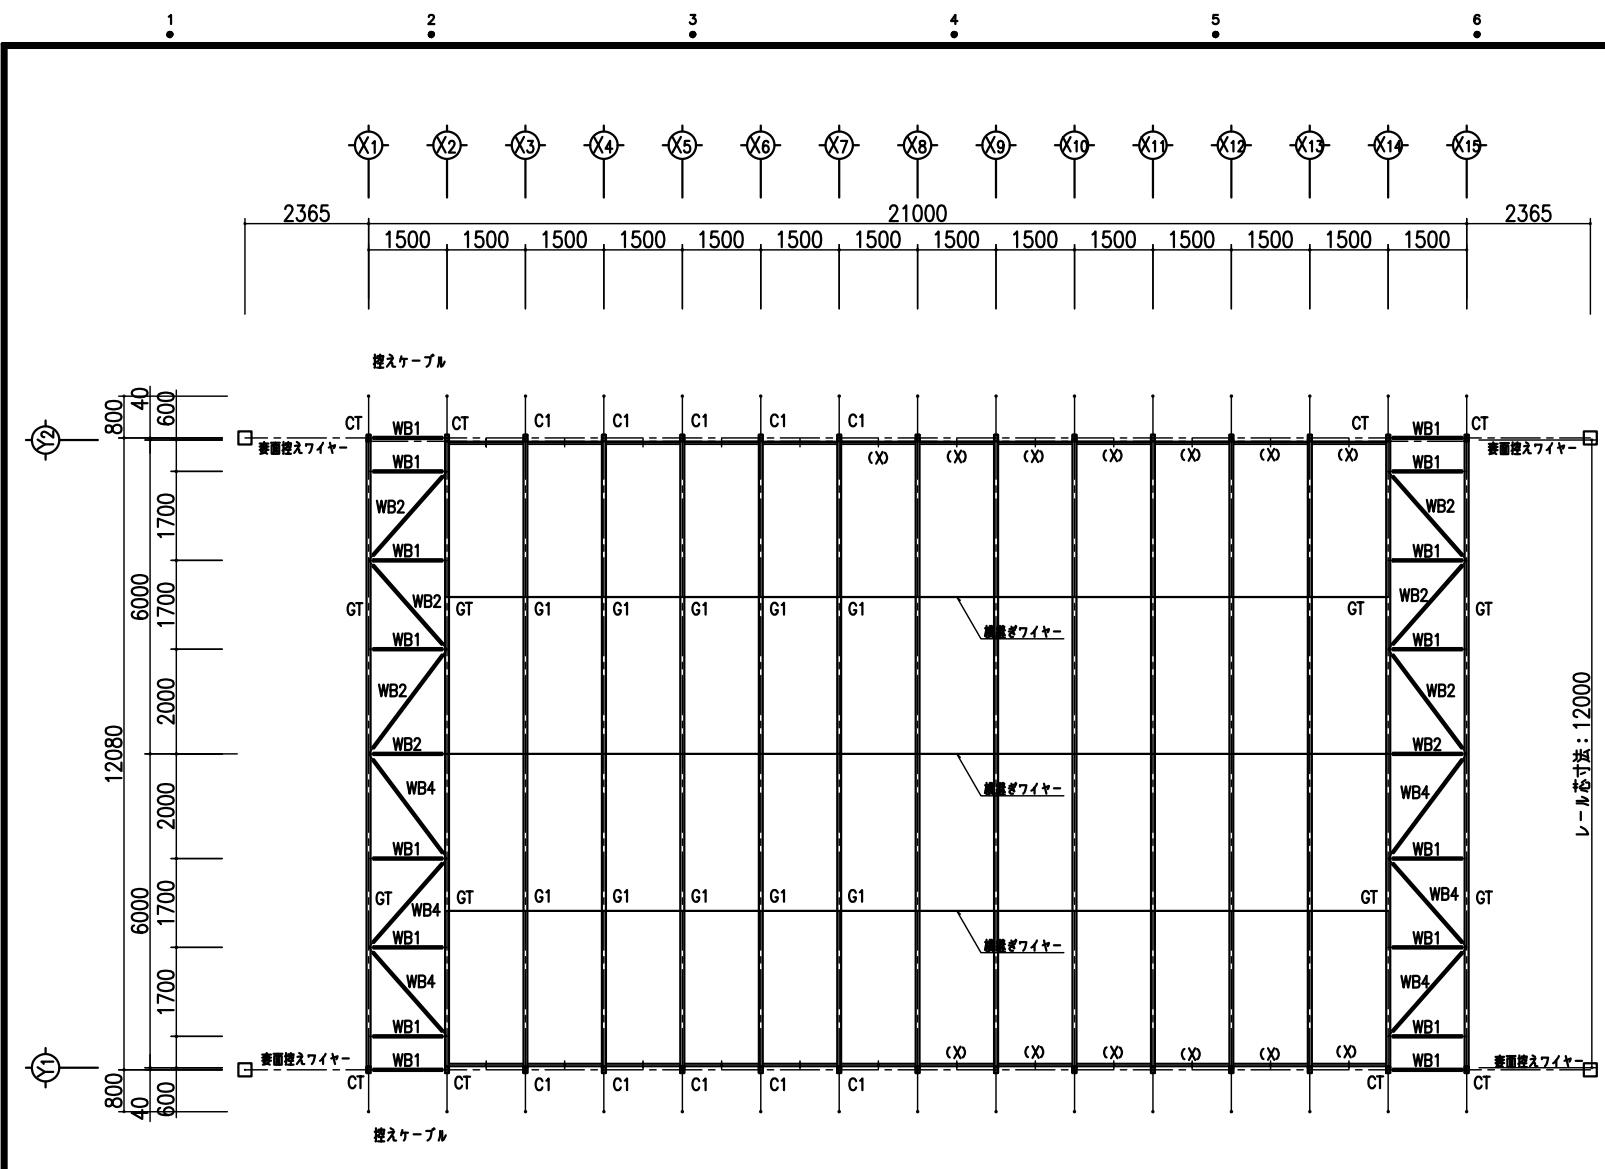 1 2 3 4 5 6
X1 X2 X3 X4 X5 X6 X7 X8 X9 X10 X11 X12 X13 X14 X15
2365 21000 2365
1500 1500 1500 1500 1500 1500 1500 1500 1500 1500 1500 1500 1500 1500
控えケーブル
800 40 600
CT WB1 CT C1 C1 C1 C1 C1 CT WB1 CT
Y2
妻面控えワイヤー (X) (X) (X) (X) (X) (X) (X) 妻面控えワイヤー
WB1 WB1
1700 WB2 WB2
WB1 WB1
6000 1700 GT WB2 GT G1 G1 G1 G1 G1 GT WB2 GT
横繋ぎワイヤー
WB1 WB1
2000 WB2 WB2
レール芯寸法：12000
12080 WB2 WB2
横繋ぎワイヤー
2000 WB4 WB4
WB1 WB1
6000 1700 GT WB4 GT G1 G1 G1 G1 G1 GT WB4 GT
横繋ぎワイヤー
WB1 WB1
1700 WB4 WB4
WB1 WB1
(X) (X) (X) (X) (X) (X)
妻面控えワイヤー WB1 WB1 妻面控えワイヤー
Y1
CT CT C1 C1 C1 C1 C1 CT CT
800 40 600
控えケーブル